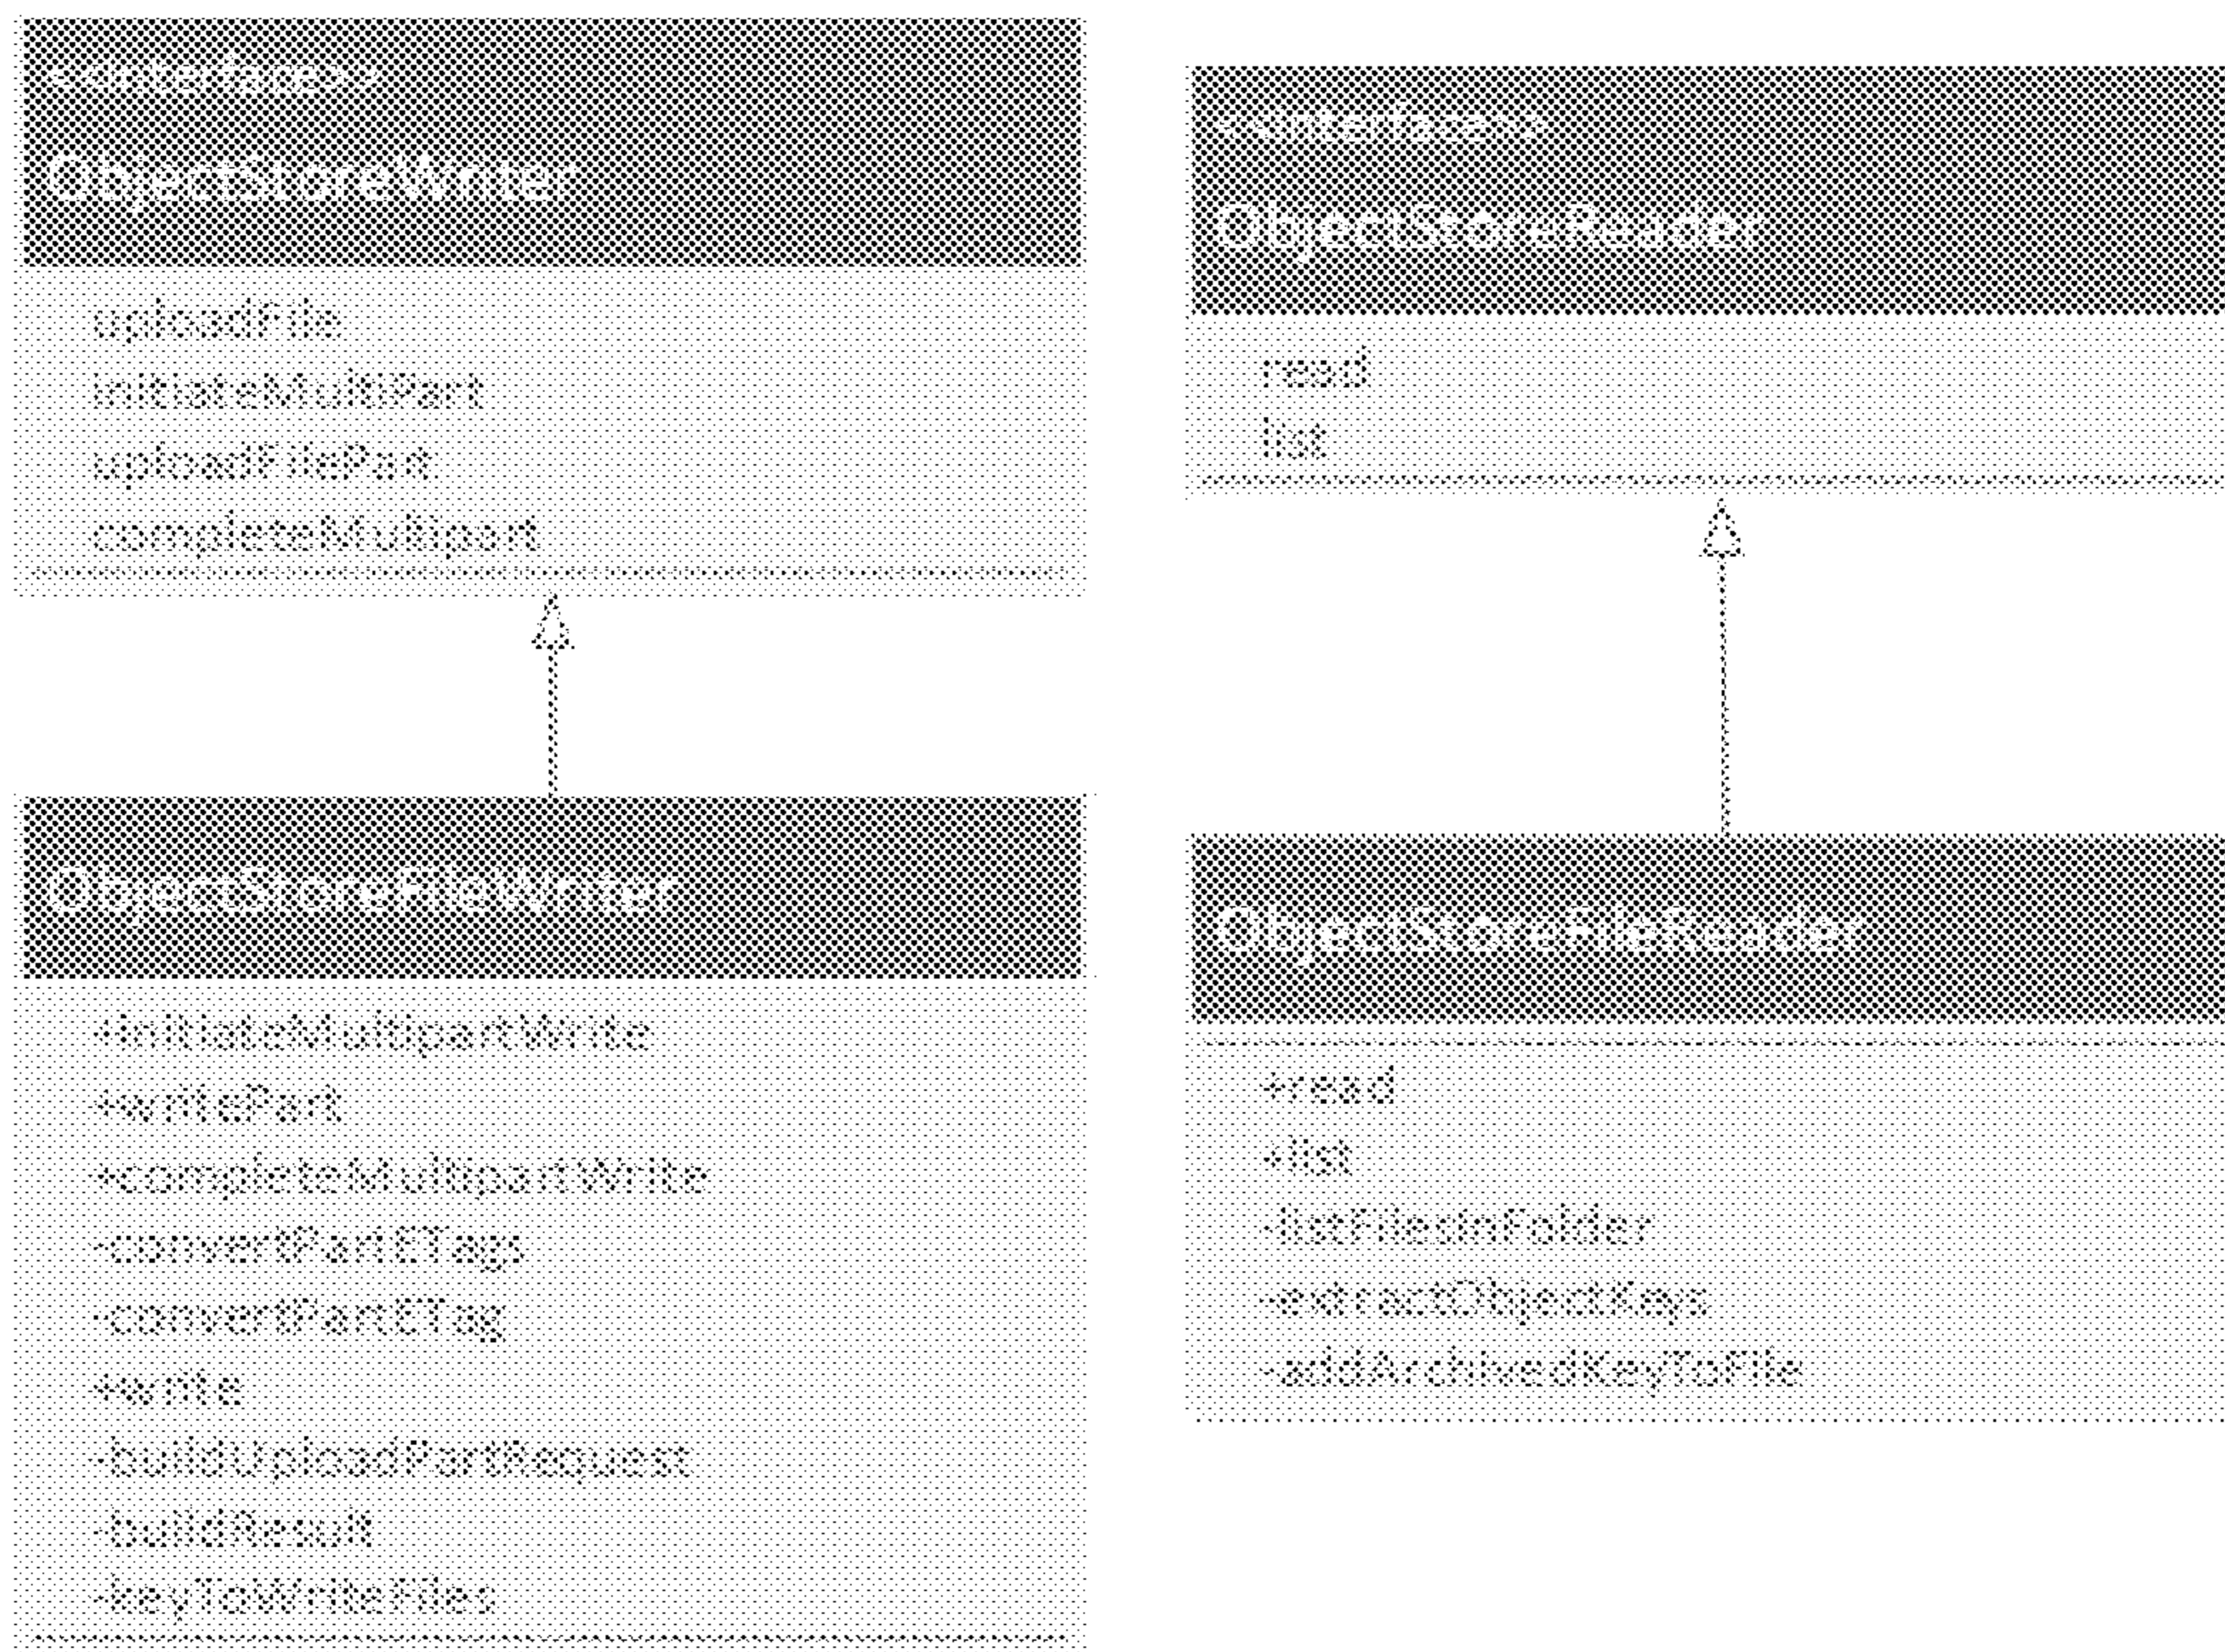 <<interface>>
ObjectStoreWriter
uploadFile
initiateMultiPart
uploadFilePart
completeMultipart
<<interface>>
ObjectStoreReader
read
list
ObjectStoreFileWriter
+initiateMultipartWrite
+writePart
+completeMultipartWrite
-convertPartETags
-convertPartETag
+write
-buildUploadPartRequest
-buildResult
-keyToWriteFiles
ObjectStoreFileReader
+read
+list
-listFilesInFolder
-extractObjectKeys
-addArchivedKeyToFile